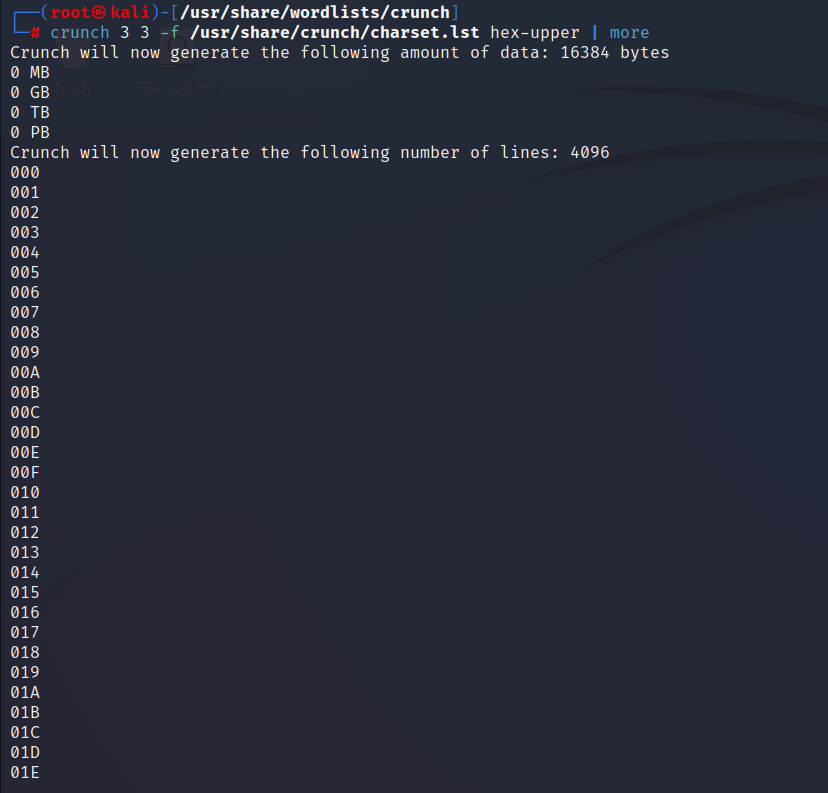 ┌──(root㉿kali)-[/usr/share/wordlists/crunch]
└─# crunch 3 3 -f /usr/share/crunch/charset.lst hex-upper | more
Crunch will now generate the following amount of data: 16384 bytes
0 MB
Trash File System
0 GB
0 TB
0 PB
Crunch will now generate the following number of lines: 4096
000
001
002
003
004
005
006
007
008
009
00A
00B
00C
00D
00E
00F
010
011
012
013
014
015
016
017
018
019
01A
01B
01C
01D
01E